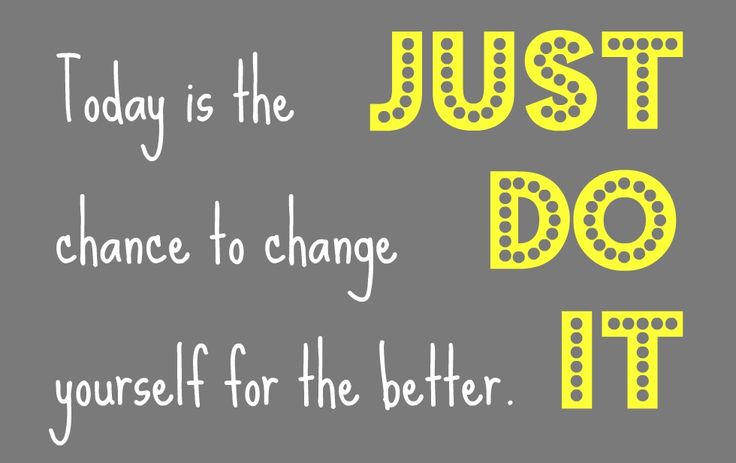 Today is the
chance to change
yourself for the better.
JUST
DO
IT